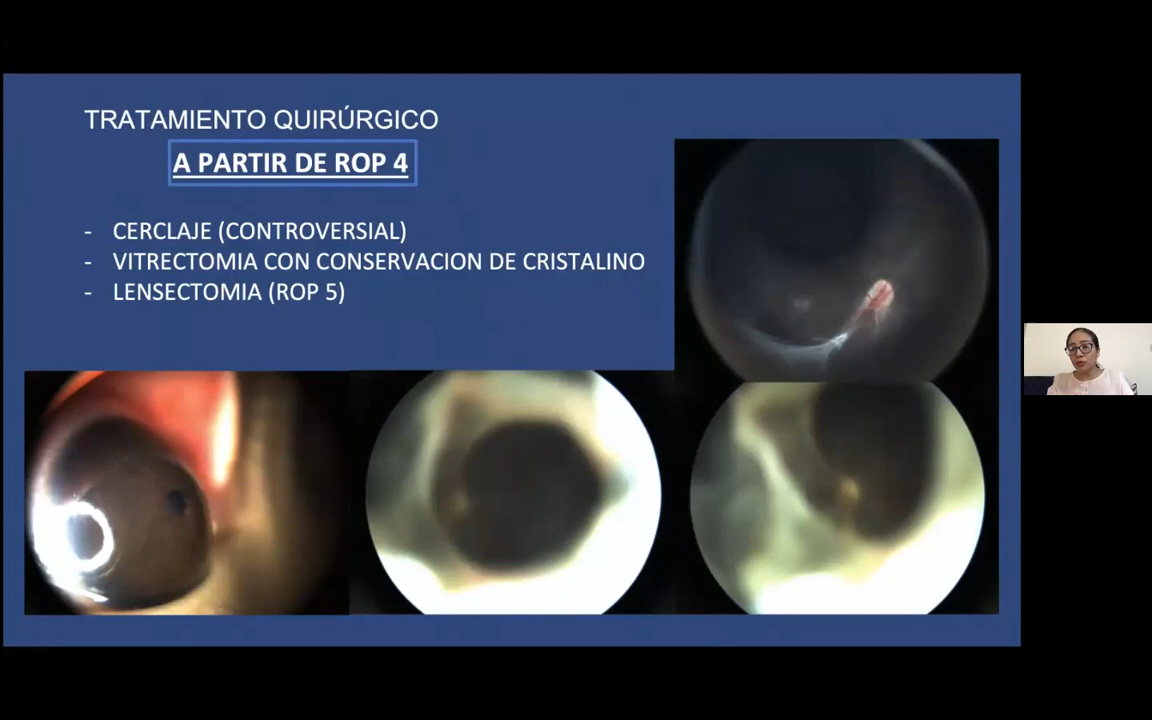 TRATAMIENTO QUIRÚRGICO
A PARTIR DE ROP 4
- CERCLAJE (CONTROVERSIAL)
- VITRECTOMIA CON CONSERVACION DE CRISTALINO
- LENSECTOMIA (ROP 5)